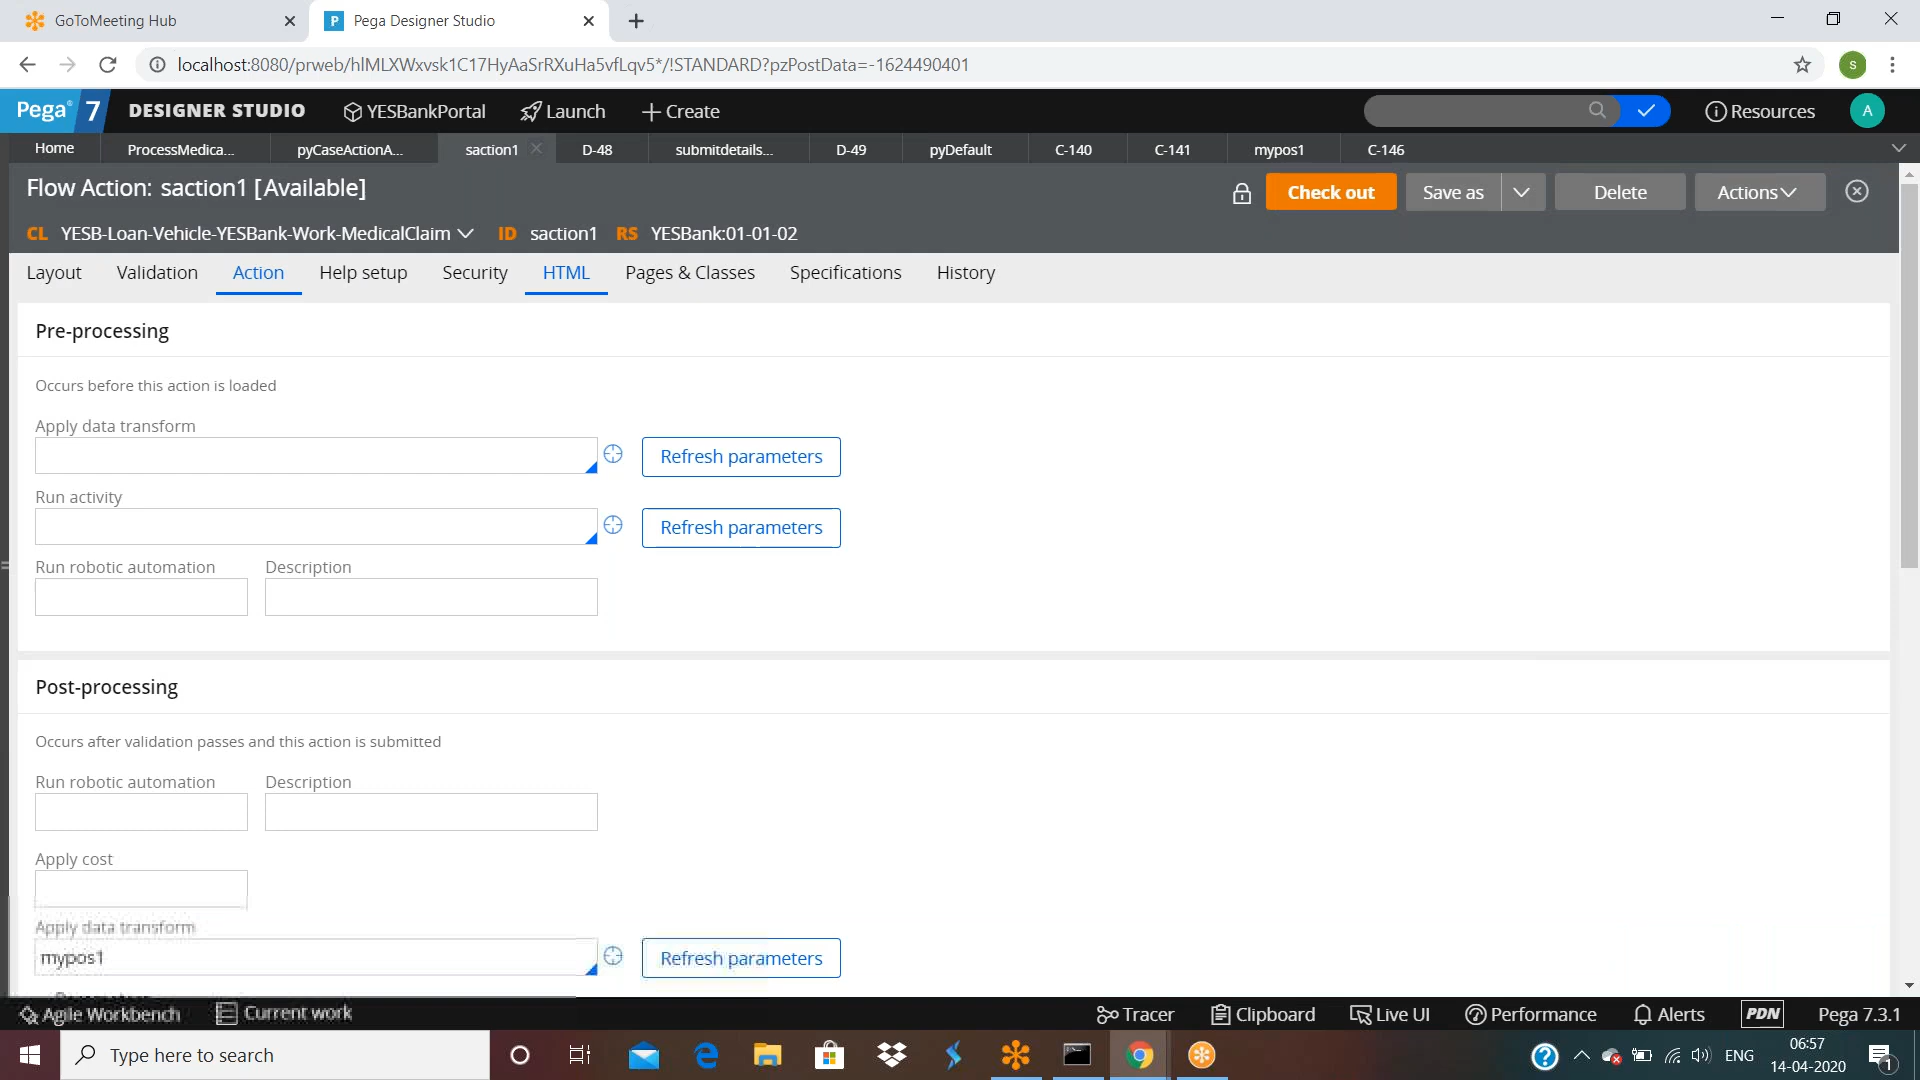 GoToMeeting Hub
P Pega Designer Studio
localhost:8080/prweb/hlMLXWxvsk1C17HyAaSrRXuHa5vfLqv5*/!STANDARD?pzPostData=-1624490401
S
Pega 7 DESIGNER STUDIO YESBankPortal Launch Create Resources A
Home ProcessMedica... pyCaseActionA... saction1 D-48 submitdetails... D-49 pyDefault C-140 C-141 mypos1 C-146
Flow Action: saction1 [Available]
Check out Save as Delete Actions
CL YESB-Loan-Vehicle-YESBank-Work-MedicalClaim ID saction1 RS YESBank:01-01-02
Layout Validation Action Help setup Security HTML Pages & Classes Specifications History
Pre-processing
Occurs before this action is loaded
Apply data transform
Refresh parameters
Run activity
Refresh parameters
Run robotic automation Description
Post-processing
Occurs after validation passes and this action is submitted
Run robotic automation Description
Apply cost
Apply data transform
mypos1 Refresh parameters
Agile Workbench Current work Tracer Clipboard Live UI Performance Alerts PDN Pega 7.3.1
Type here to search ENG 06:57
14-04-2020
1